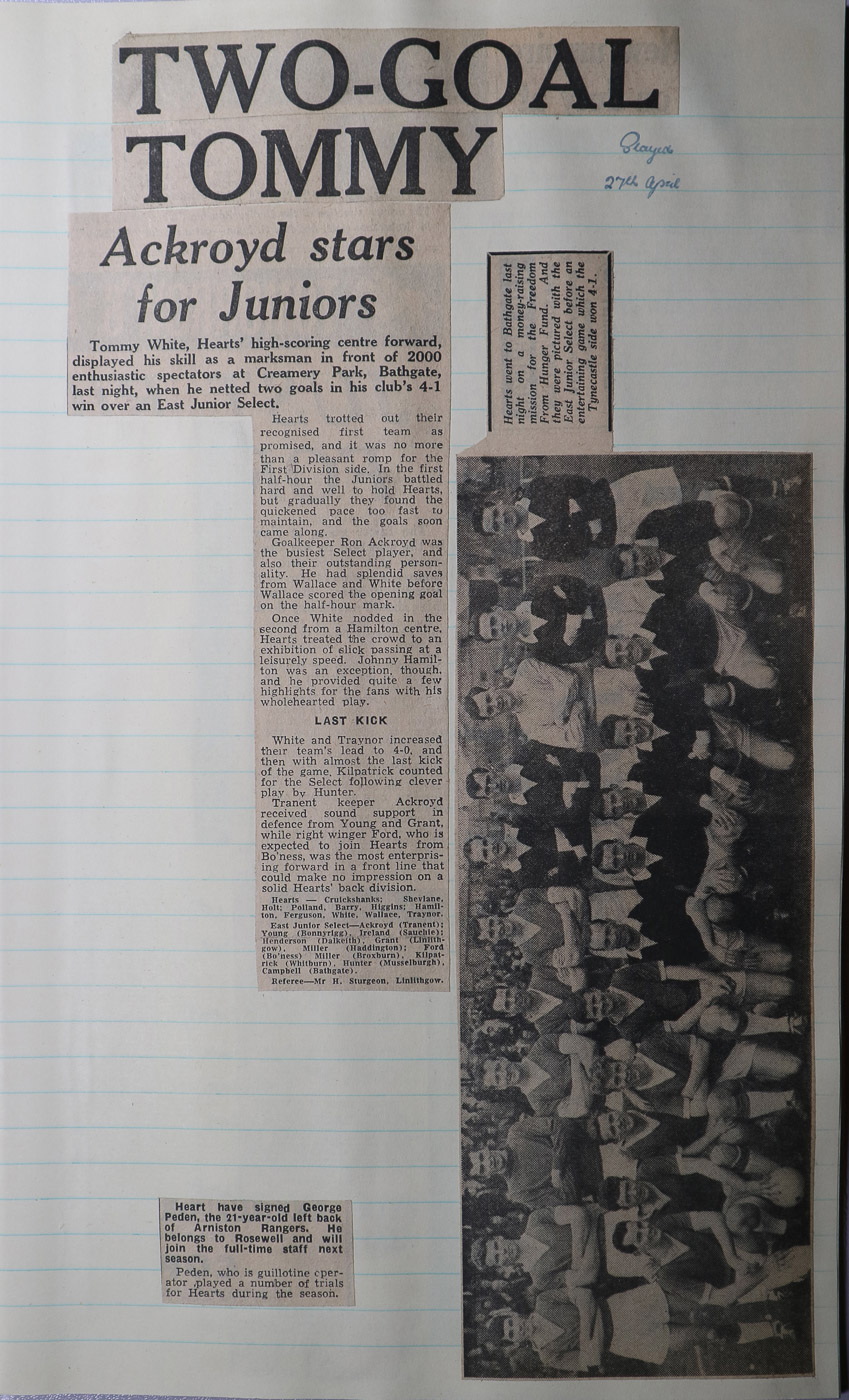 TWO-GOAL
TOMMY
Played
27th April
Ackroyd stars
for Juniors
Tommy White, Hearts' high-scoring centre forward,
displayed his skill as a marksman in front of 2000
enthusiastic spectators at Creamery Park, Bathgate,
last night, when he netted two goals in his club's 4-1
win over an East Junior Select.
Hearts trotted out their
recognised first team as
promised, and it was no more
than a pleasant romp for the
First Division side. In the first
half-hour the Juniors battled
hard and well to hold Hearts,
but gradually they found the
quickened pace too fast to
maintain, and the goals soon
came along.
Goalkeeper Ron Ackroyd was
the busiest Select player, and
also their outstanding person-
ality. He had splendid saves
from Wallace and White before
Wallace scored the opening goal
on the half-hour mark.
Once White nodded in the
second from a Hamilton centre,
Hearts treated the crowd to an
exhibition of slick passing at a
leisurely speed. Johnny Hamil-
ton was an exception, though,
and he provided quite a few
highlights for the fans with his
wholehearted play.
LAST KICK
White and Traynor increased
their team's lead to 4-0, and
then with almost the last kick
of the game, Kilpatrick counted
for the Select following clever
play by Hunter.
Tranent keeper Ackroyd
received sound support in
defence from Young and Grant,
while right winger Ford, who is
expected to join Hearts from
Bo'ness, was the most enterpris-
ing forward in a front line that
could make no impression on a
solid Hearts' back division.
Hearts — Cruickshanks; Shevlane,
Holt; Polland, Barry, Higgins; Hamil-
ton, Ferguson, White, Wallace, Traynor.
East Junior Select—Ackroyd (Tranent);
Young (Bonnyrigg), Ireland (Sauchie);
Henderson (Dalkeith), Grant (Linlith-
gow), Miller (Haddington); Ford
(Bo'ness) Miller (Broxburn), Kilpat-
rick (Whitburn), Hunter (Musselburgh),
Campbell (Bathgate).
Referee—Mr H. Sturgeon, Linlithgow.
Hearts went to Bathgate last
night on a money-raising
mission for the Freedom
From Hunger Fund. And
they were pictured with the
East Junior Select before an
entertaining game which the
Tynecastle side won 4-1.
Heart have signed George
Peden, the 21-year-old left back
of Arniston Rangers. He
belongs to Rosewell and will
join the full-time staff next
season.
Peden, who is guillotine oper-
ator ,played a number of trials
for Hearts during the season.